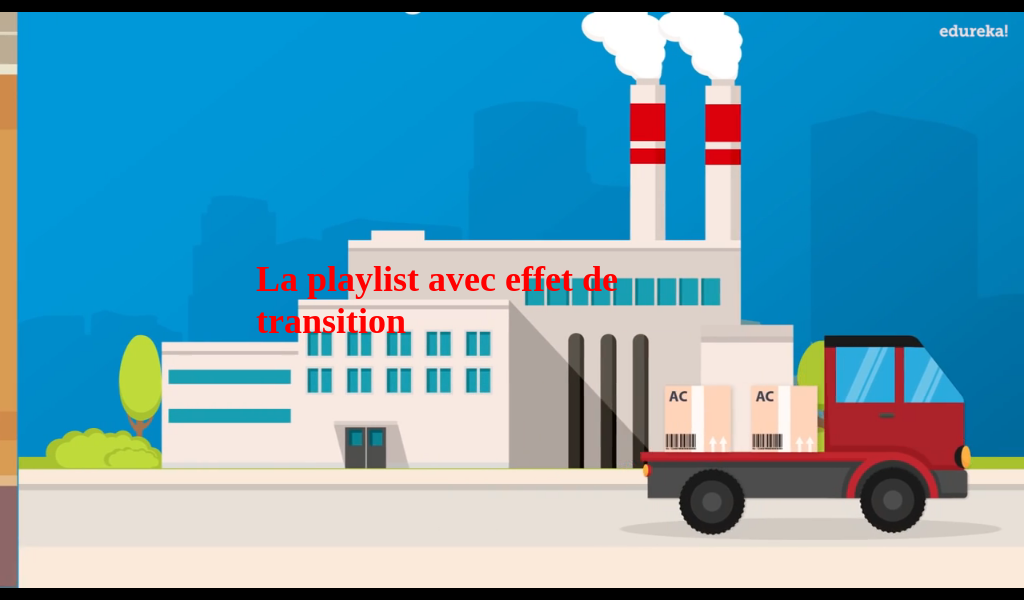 edureka!
La playlist avec effet de
transition
AC
AC